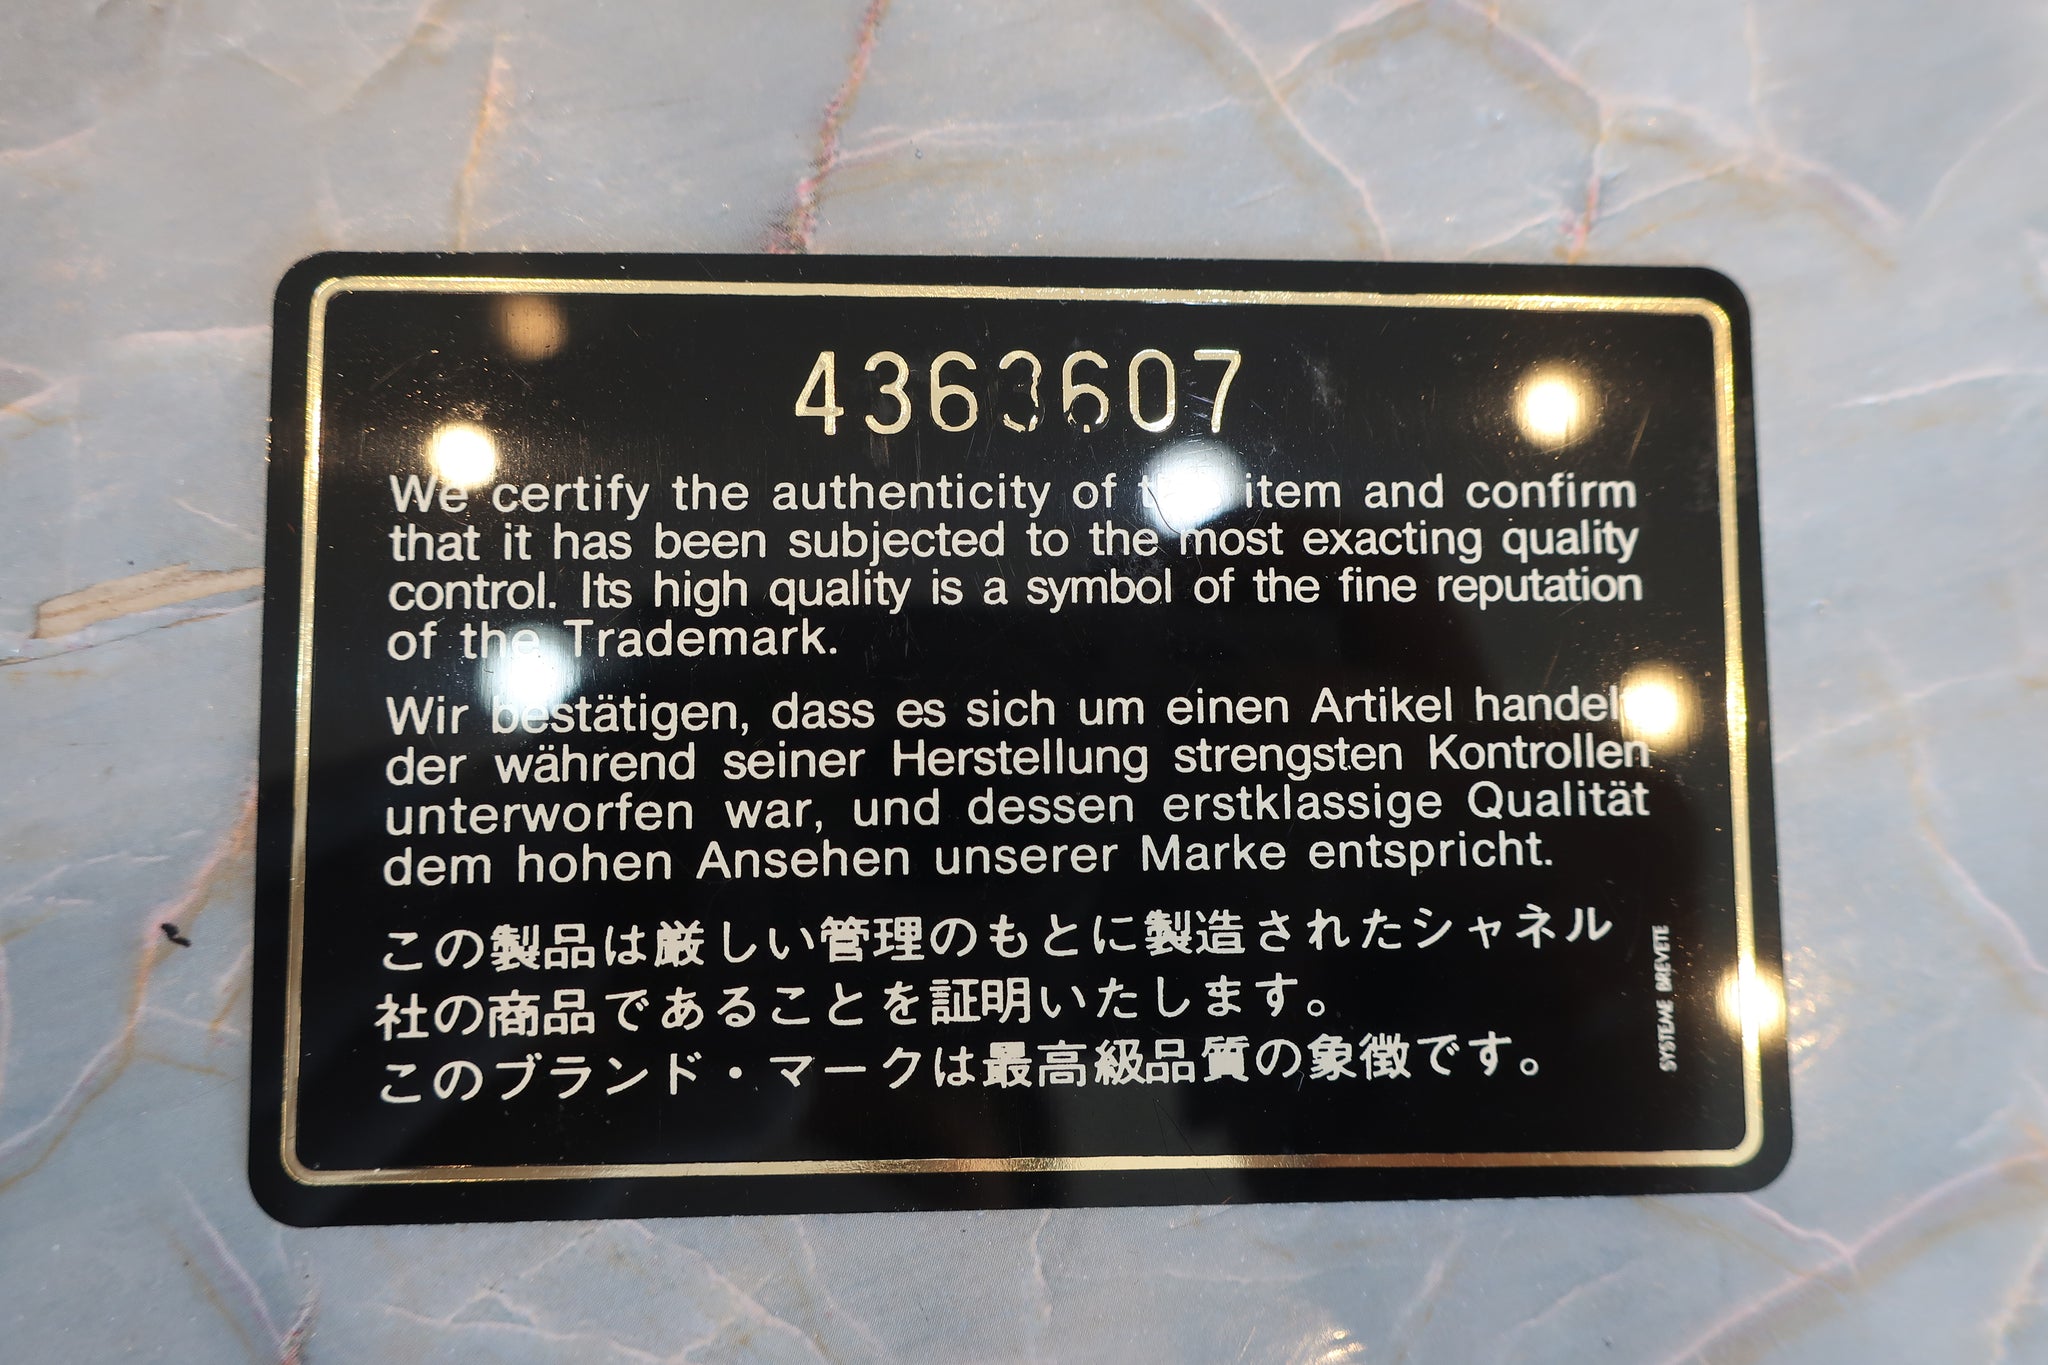 4363607
We certify the authenticity of item and confirm
that it has been subjected to the most exacting quality
control. Its high quality is a symbol of the fine reputation
of the Trademark.
Wir bestätigen, dass es sich um einen Artikel
der während seiner Herstellung strengsten Kontrollen
unterworfen war, und dessen erstklassige Qualität
dem hohen Ansehen unserer Marke entspricht.
この製品は厳しい管理のもとに製造されたシャネル
社の商品であることを証明いたします。
このブランド・マークは最高級品質の象徴です。
SYSTEME BREVETE